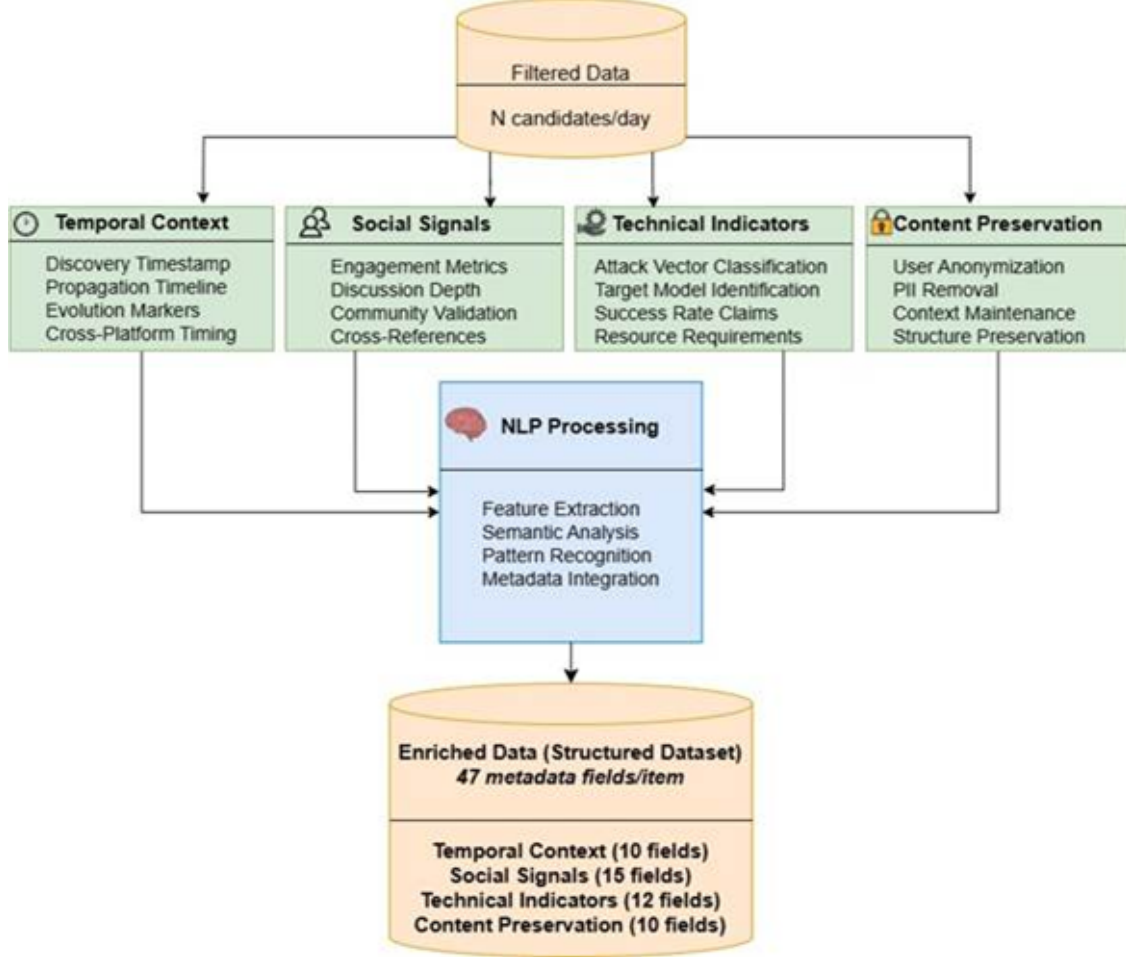 Filtered Data
N candidates/day
Temporal Context
Discovery Timestamp
Propagation Timeline
Evolution Markers
Cross-Platform Timing
Social Signals
Engagement Metrics
Discussion Depth
Community Validation
Cross-References
Technical Indicators
Attack Vector Classification
Target Model Identification
Success Rate Claims
Resource Requirements
Content Preservation
User Anonymization
PII Removal
Context Maintenance
Structure Preservation
NLP Processing
Feature Extraction
Semantic Analysis
Pattern Recognition
Metadata Integration
Enriched Data (Structured Dataset)
47 metadata fields/item
Temporal Context (10 fields)
Social Signals (15 fields)
Technical Indicators (12 fields)
Content Preservation (10 fields)